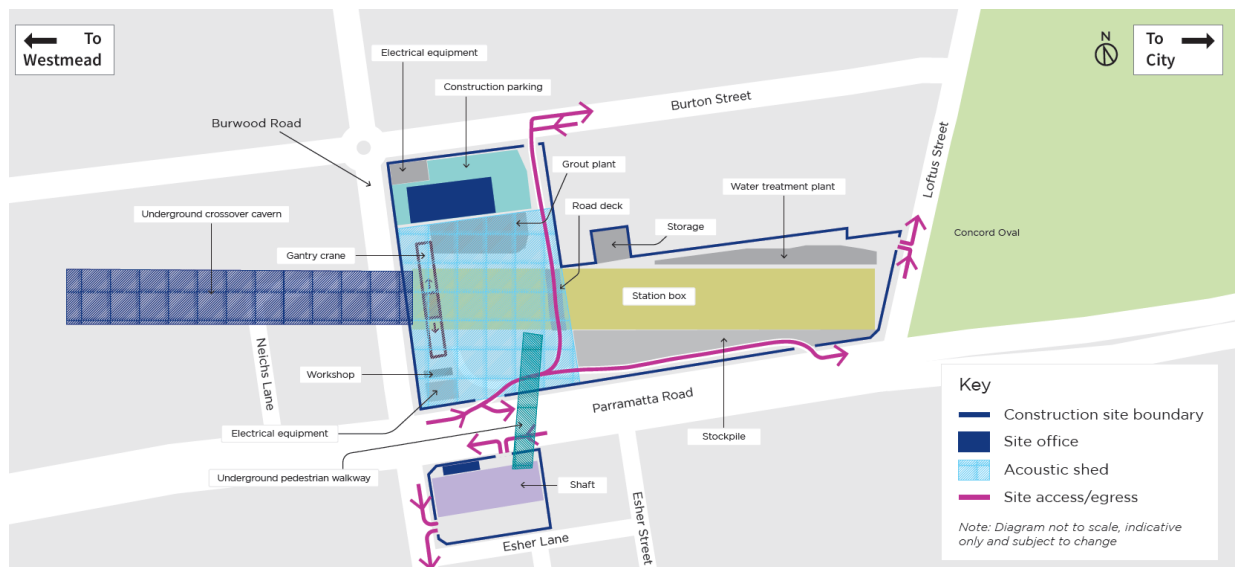 To
Westmead
N
To
City
Electrical equipment
Construction parking
Burton Street
Burwood Road
Grout plant
Loftus Street
Water treatment plant
Road deck
Underground crossover cavern
Storage
Concord Oval
Gantry crane
Station box
Neichs Lane
Workshop
Parramatta Road
Electrical equipment
Stockpile
Underground pedestrian walkway
Shaft
Esher Street
Esher Lane
Key
Construction site boundary
Site office
Acoustic shed
Site access/egress
Note: Diagram not to scale, indicative
only and subject to change